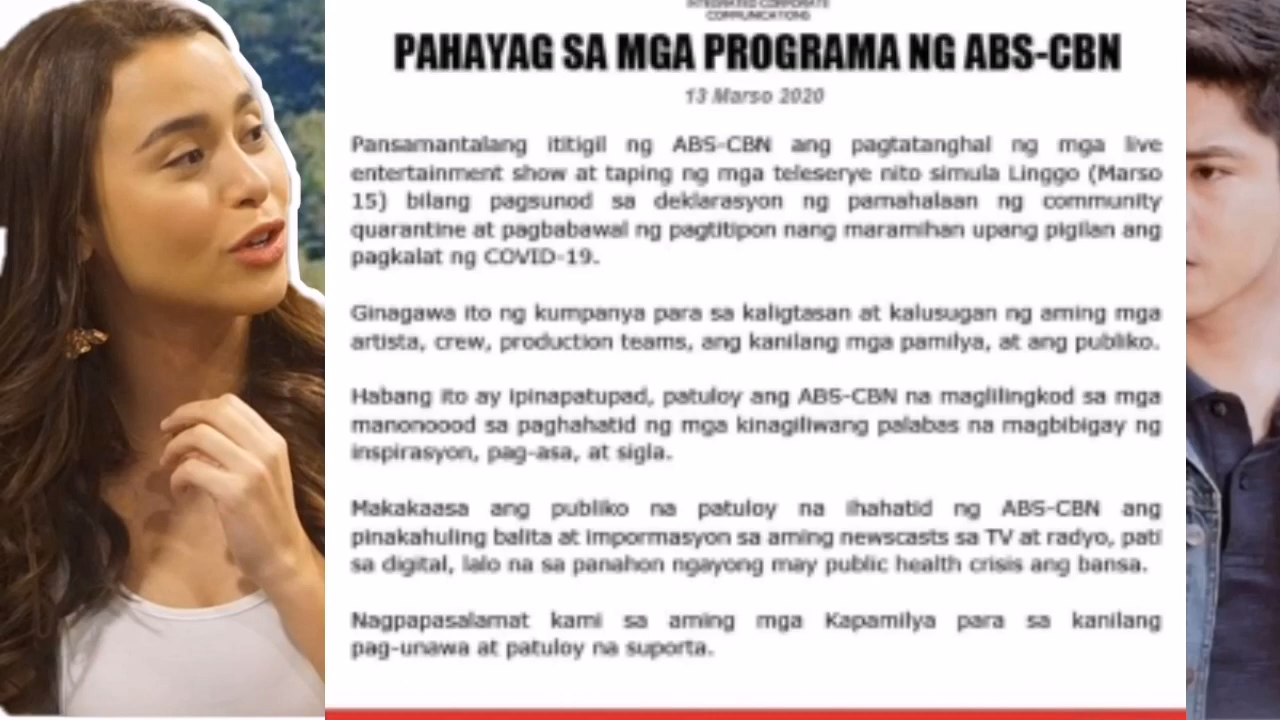 INTEGRATED CORPORATE
COMMUNICATIONS
PAHAYAG SA MGA PROGRAMA NG ABS-CBN
13 Marso 2020
Pansamantalang ititigil ng ABS-CBN ang pagtatanghal ng mga live
entertainment show at taping ng mga teleserye nito simula Linggo (Marso
15) bilang pagsunod sa deklarasyon ng pamahalaan ng community
quarantine at pagbabawal ng pagtitipon nang maramihan upang pigilan ang
pagkalat ng COVID-19.
Ginagawa ito ng kumpanya para sa kaligtasan at kalusugan ng aming mga
artista, crew, production teams, ang kanilang mga pamilya, at ang publiko.
Habang ito ay ipinapatupad, patuloy ang ABS-CBN na maglilingkod sa mga
manonoood sa paghahatid ng mga kinagiliwang palabas na magbibigay ng
inspirasyon, pag-asa, at sigla.
Makakaasa ang publiko na patuloy na ihahatid ng ABS-CBN ang
pinakahuling balita at impormasyon sa aming newscasts sa TV at radyo, pati
sa digital, lalo na sa panahon ngayong may public health crisis ang bansa.
Nagpapasalamat kami sa aming mga Kapamilya para sa kanilang
pag-unawa at patuloy na suporta.